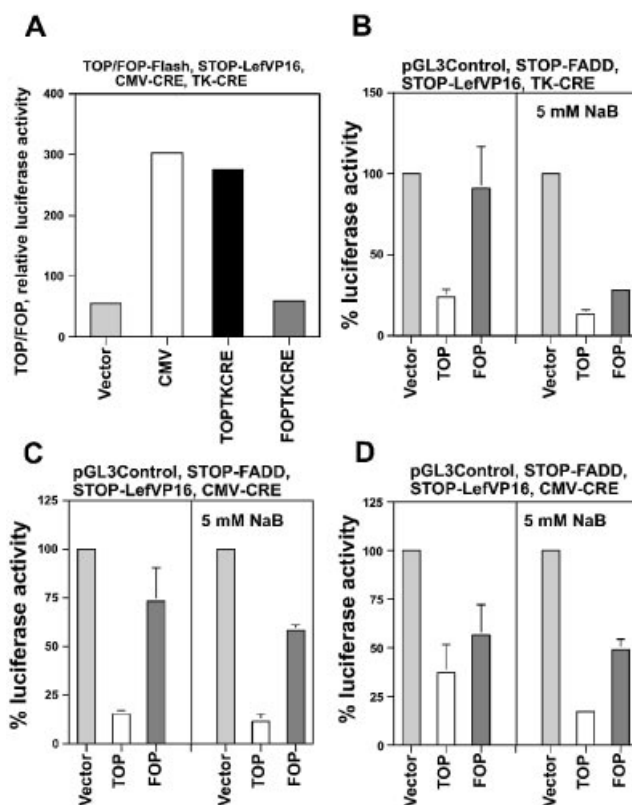 A
TOP/FOP-Flash, STOP-LefVP16,
CMV-CRE, TK-CRE
TOP/FOP, relative luciferase activity
400
300
200
100
0
Vector
CMV
TOPTKCRE
FOPTKCRE
B
pGL3Control, STOP-FADD,
STOP-LefVP16, TK-CRE
5 mM NaB
% luciferase activity
150
100
50
0
Vector
TOP
FOP
Vector
TOP
FOP
C
pGL3Control, STOP-FADD,
STOP-LefVP16, CMV-CRE
5 mM NaB
% luciferase activity
125
100
75
50
25
0
Vector
TOP
FOP
Vector
TOP
FOP
D
pGL3Control, STOP-FADD,
STOP-LefVP16, CMV-CRE
5 mM NaB
% luciferase activity
125
100
75
50
25
0
Vector
TOP
FOP
Vector
TOP
FOP